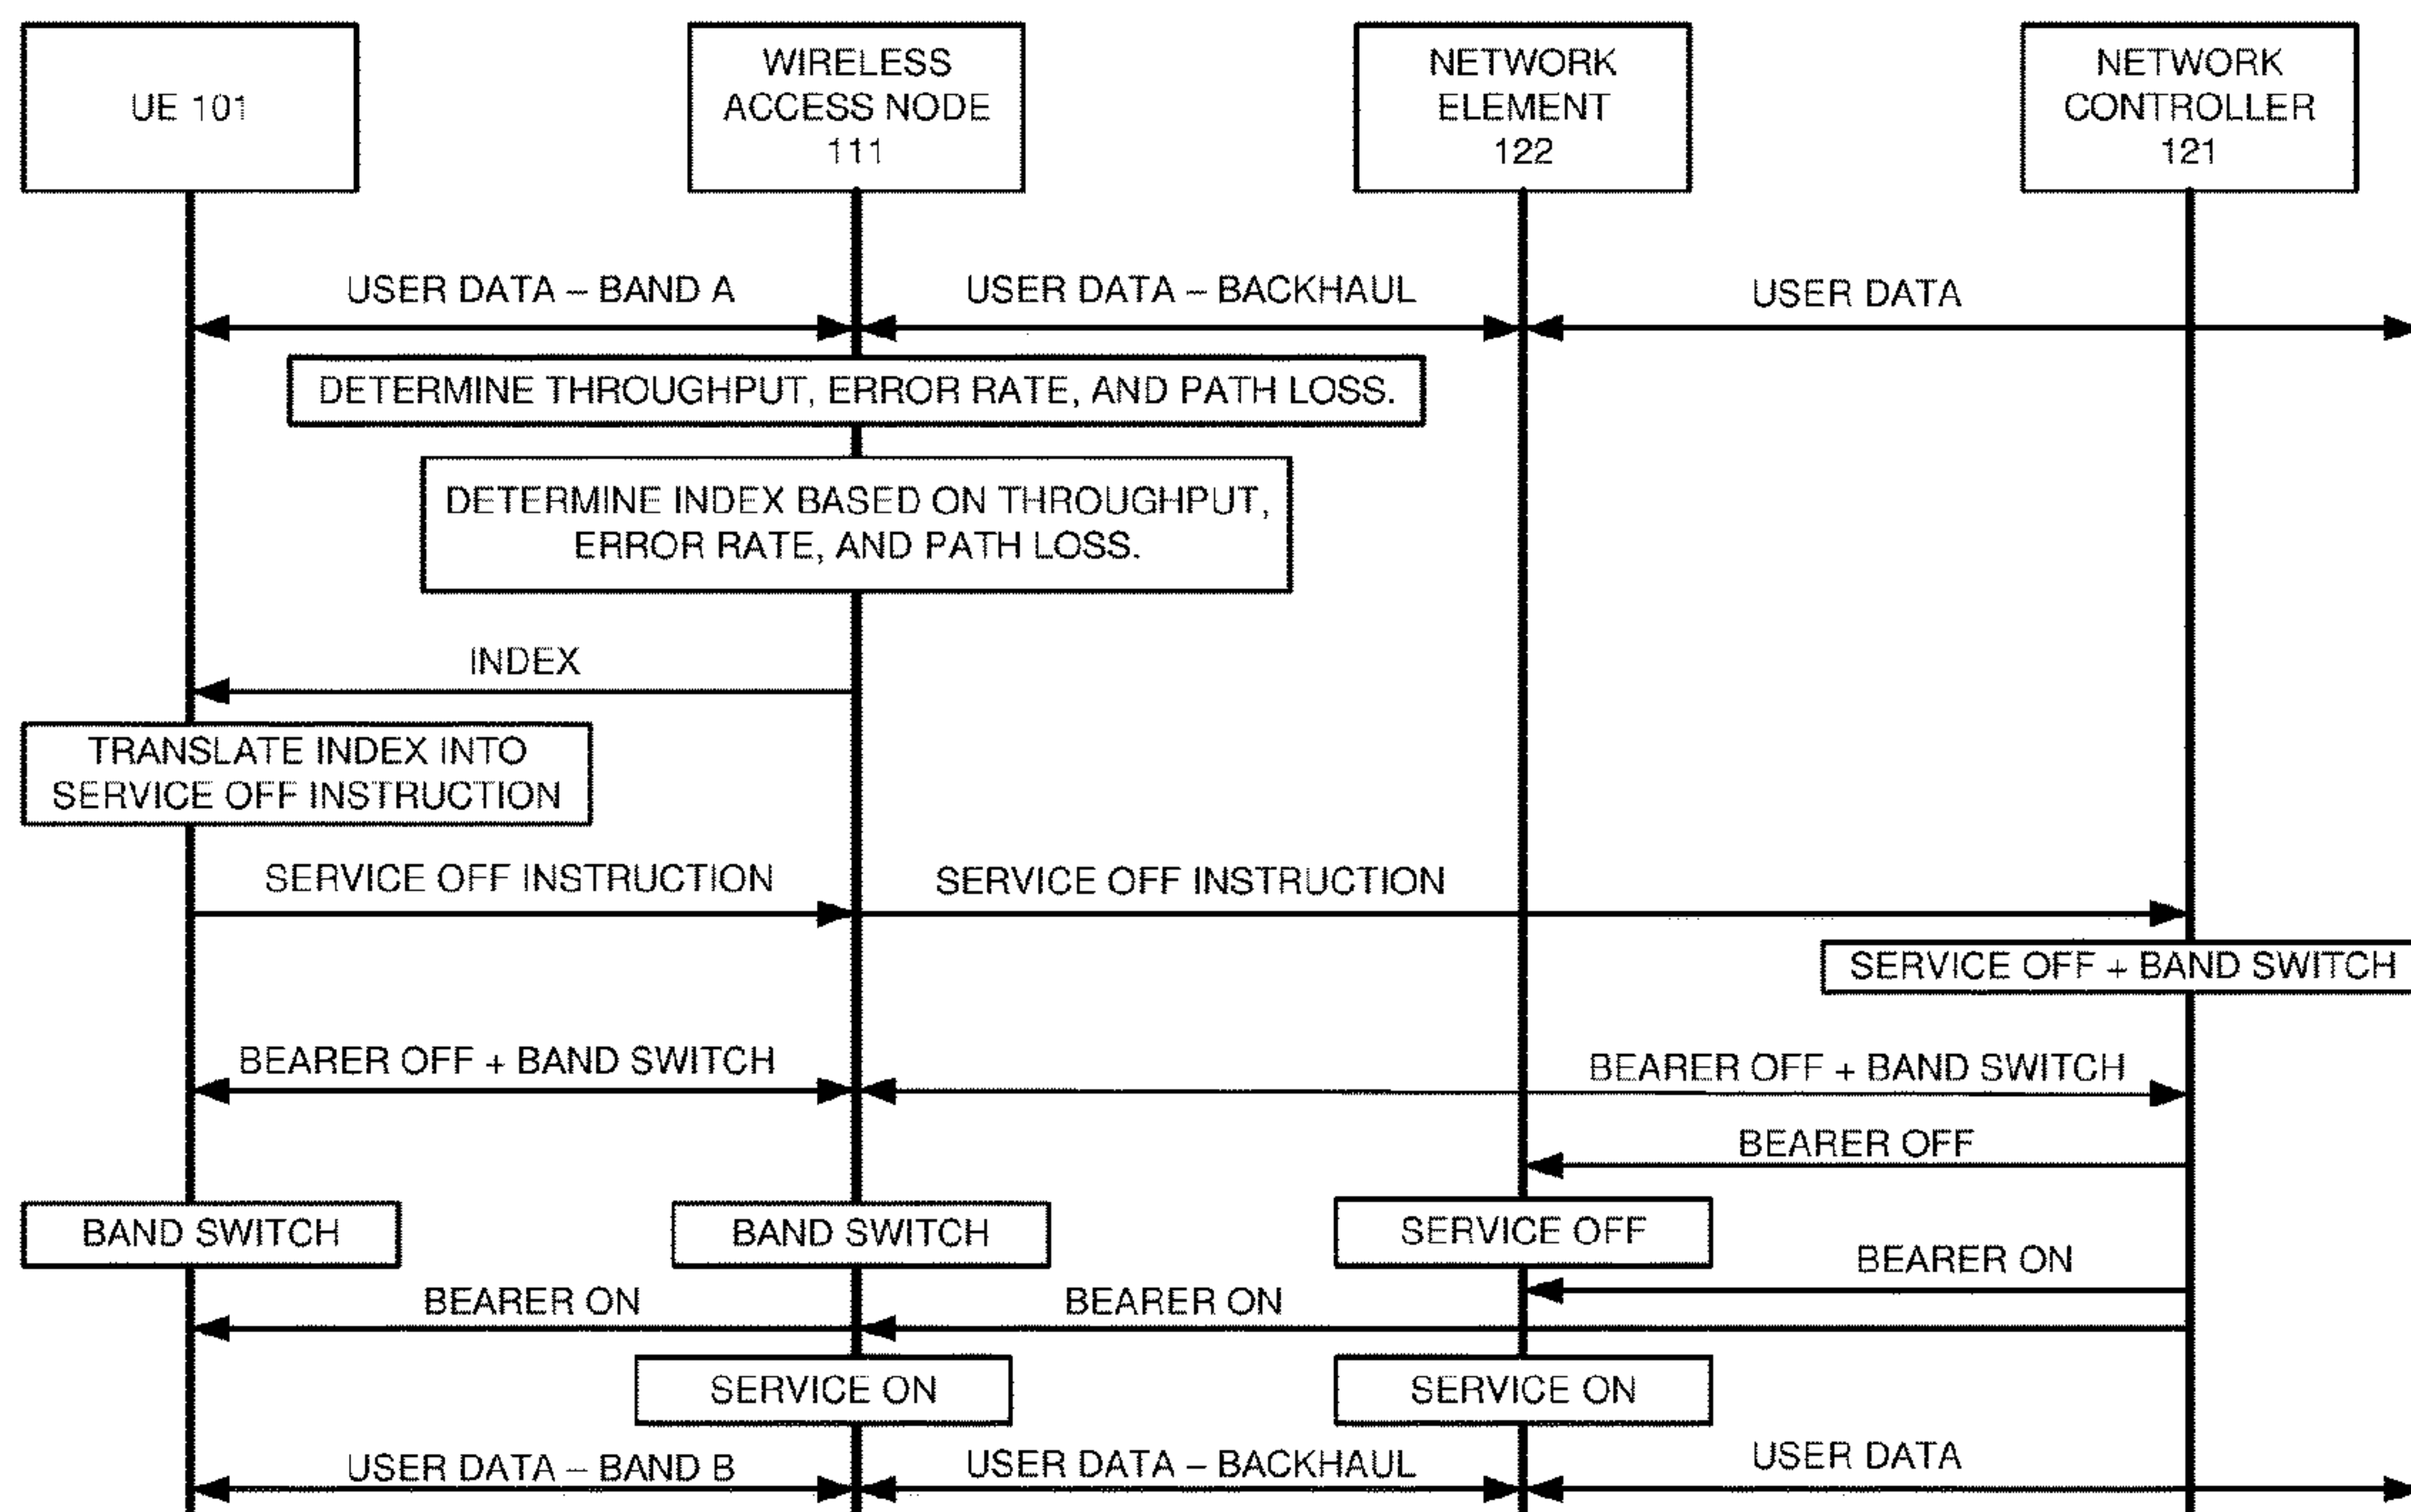 UE 101
WIRELESS
ACCESS NODE
111
NETWORK
ELEMENT
122
NETWORK
CONTROLLER
121
USER DATA – BAND A
USER DATA – BACKHAUL
USER DATA
DETERMINE THROUGHPUT, ERROR RATE, AND PATH LOSS.
DETERMINE INDEX BASED ON THROUGHPUT,
ERROR RATE, AND PATH LOSS.
INDEX
TRANSLATE INDEX INTO
SERVICE OFF INSTRUCTION
SERVICE OFF INSTRUCTION
SERVICE OFF INSTRUCTION
SERVICE OFF + BAND SWITCH
BEARER OFF + BAND SWITCH
BEARER OFF + BAND SWITCH
BEARER OFF
BAND SWITCH
BAND SWITCH
SERVICE OFF
BEARER ON
BEARER ON
BEARER ON
SERVICE ON
SERVICE ON
USER DATA – BAND B
USER DATA – BACKHAUL
USER DATA